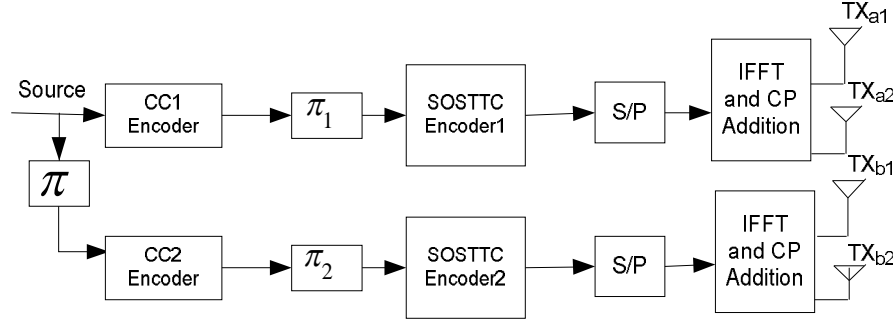 Source
CC1
Encoder
π1
SOSTTC
Encoder1
S/P
IFFT
and CP
Addition
TXa1
TXa2
π
CC2
Encoder
π2
SOSTTC
Encoder2
S/P
IFFT
and CP
Addition
TXb1
TXb2